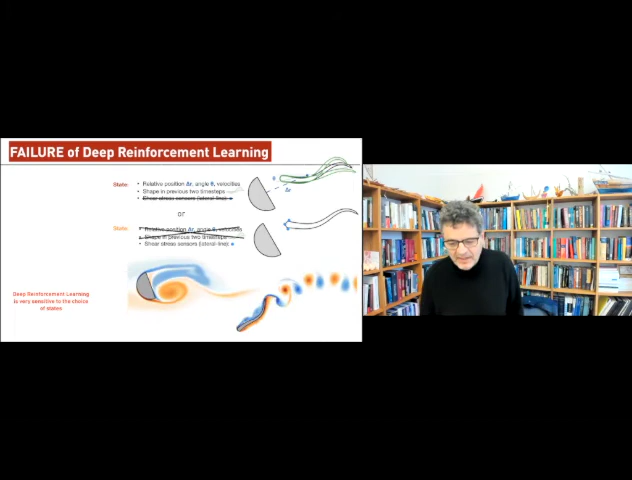 FAILURE of Deep Reinforcement Learning
State:
• Relative position Δr, angle θ, velocities
• Shape in previous two timesteps
• Shear stress sensors (lateral-line):
or
State:
• Relative position Δr, angle θ, velocities
• Shape in previous two timesteps
• Shear stress sensors (lateral-line):
θ
Δr
Deep Reinforcement Learning
is very sensitive to the choice
of states